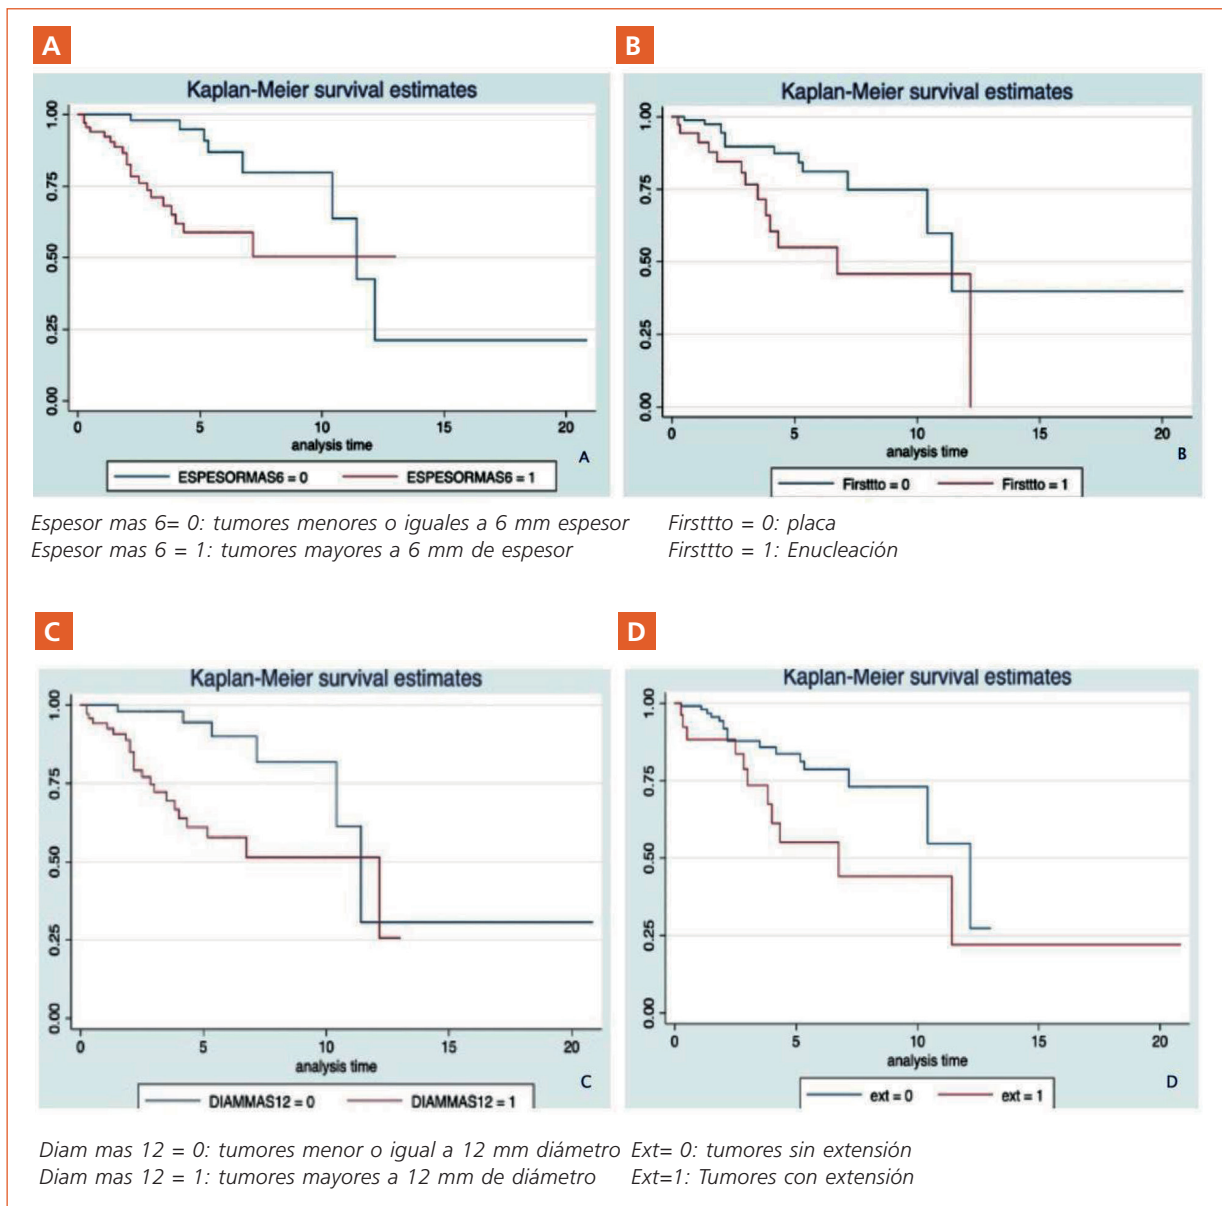 A
Kaplan-Meier survival estimates
1.00
0.75
0.50
0.25
0.00
0 5 10 15 20
analysis time
A
ESPESORMAS6 = 0 ESPESORMAS6 = 1
Espesor mas 6= 0: tumores menores o iguales a 6 mm espesor
Espesor mas 6 = 1: tumores mayores a 6 mm de espesor
B
Kaplan-Meier survival estimates
1.00
0.75
0.50
0.25
0.00
0 5 10 15 20
analysis time
B
Firsttto = 0 Firsttto = 1
Firsttto = 0: placa
Firsttto = 1: Enucleación
C
Kaplan-Meier survival estimates
1.00
0.75
0.50
0.25
0.00
0 5 10 15 20
analysis time
C
DIAMMAS12 = 0 DIAMMAS12 = 1
Diam mas 12 = 0: tumores menor o igual a 12 mm diámetro
Diam mas 12 = 1: tumores mayores a 12 mm de diámetro
D
Kaplan-Meier survival estimates
1.00
0.75
0.50
0.25
0.00
0 5 10 15 20
analysis time
D
ext = 0 ext = 1
Ext= 0: tumores sin extensión
Ext=1: Tumores con extensión